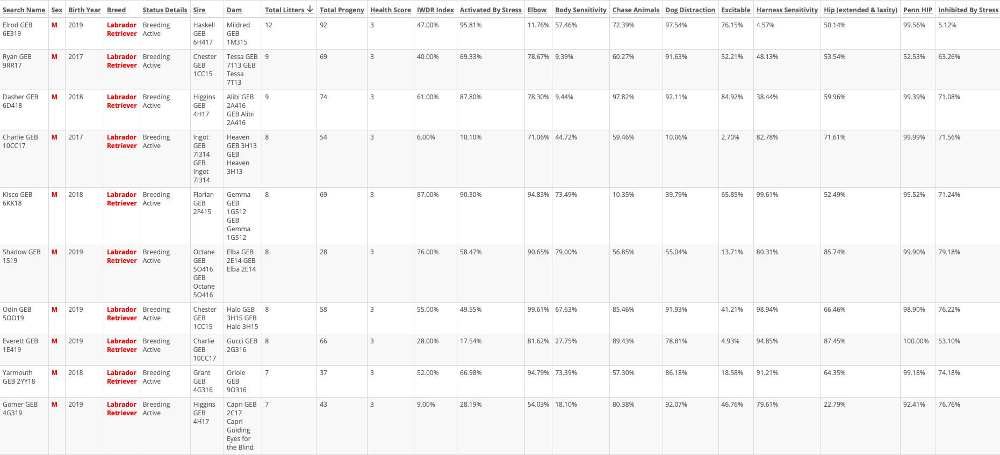 Search Name Sex Birth Year Breed Status Details Sire Dam Total Litters ↓ Total Progeny Health Score IWDR Index Activated By Stress Elbow Body Sensitivity Chase Animals Dog Distraction Excitable Harness Sensitivity Hip (extended & laxity) Penn HIP Inhibited By Stress
Elrod GEB M 2019 Labrador Breeding Haskell Mildred 12 92 3 47.00% 95.81% 11.76% 57.46% 72.39% 97.54% 76.15% 4.57% 50.14% 99.56% 5.12%
6E319 Retriever Active GEB GEB
6H417 1M315
Ryan GEB M 2017 Labrador Breeding Chester Tessa GEB 9 69 3 40.00% 69.33% 78.67% 9.39% 60.27% 91.63% 52.21% 48.13% 53.54% 52.53% 63.26%
9RR17 Retriever Active GEB 7T13 GEB
1CC15 Tessa
7T13
Dasher GEB M 2018 Labrador Breeding Higgins Alibi GEB 9 74 3 61.00% 87.80% 78.30% 9.44% 97.82% 92.11% 84.92% 38.44% 59.96% 99.39% 71.08%
6D418 Retriever Active GEB 2A416
4H17 GEB Alibi
2A416
Charlie GEB M 2017 Labrador Breeding Ingot Heaven 8 54 3 6.00% 10.10% 71.06% 44.72% 59.46% 10.06% 2.70% 82.78% 71.61% 99.99% 71.56%
10CC17 Retriever Active GEB GEB 3H13
7I314 GEB
GEB Heaven
Ingot 3H13
7I314
Kisco GEB M 2018 Labrador Breeding Florian Gemma 8 69 3 87.00% 90.30% 94.83% 73.49% 10.35% 39.79% 65.85% 99.61% 52.49% 95.52% 71.24%
6KK18 Retriever Active GEB GEB
2F415 1G512
GEB
Gemma
1G512
Shadow GEB M 2019 Labrador Breeding Octane Elba GEB 8 28 3 76.00% 58.47% 90.65% 79.00% 56.85% 55.04% 13.71% 80.31% 85.74% 99.90% 79.18%
1S19 Retriever Active GEB 2E14 GEB
5O416 Elba 2E14
GEB
Octane
5O416
Odin GEB M 2019 Labrador Breeding Chester Halo GEB 8 58 3 55.00% 49.55% 99.61% 67.63% 85.46% 91.93% 41.21% 98.94% 66.46% 98.90% 76.22%
5OO19 Retriever Active GEB 3H15 GEB
1CC15 Halo 3H15
Everett GEB M 2019 Labrador Breeding Charlie Gucci GEB 8 66 3 28.00% 17.54% 81.62% 27.75% 89.43% 78.81% 4.93% 94.85% 87.45% 100.00% 53.10%
1E419 Retriever Active GEB 2G316
10CC17
Yarmouth M 2018 Labrador Breeding Grant Oriole 7 37 3 52.00% 66.98% 94.79% 73.39% 57.30% 86.18% 18.58% 91.21% 64.35% 99.18% 74.18%
GEB 2YY18 Retriever Active GEB GEB
4G316 9O316
Gomer GEB M 2019 Labrador Breeding Higgins Capri GEB 7 43 3 9.00% 28.19% 54.03% 18.10% 80.38% 92.07% 46.76% 79.61% 22.79% 92.41% 76.76%
4G319 Retriever Active GEB 2C17
4H17 Capri
Guiding
Eyes for
the Blind